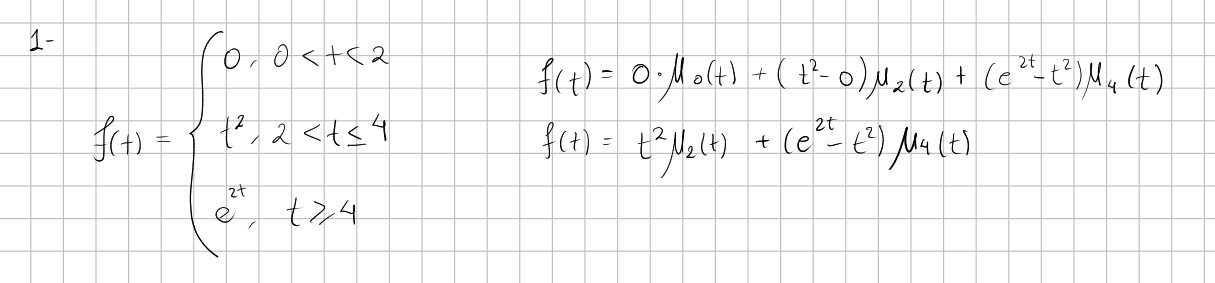 1-
f(t) = { 0, 0 < t < 2
t², 2 < t ≤ 4
e^{2t}, t ≥ 4
f(t) = 0·μ₀(t) + (t²-0)μ₂(t) + (e^{2t}-t²)μ₄(t)
f(t) = t²μ₂(t) + (e^{2t}-t²)μ₄(t)